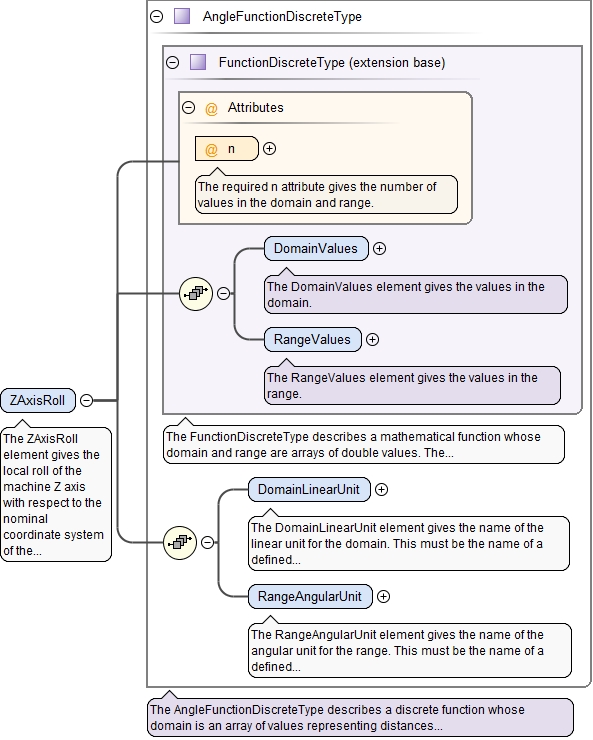 AngleFunctionDiscreteType
FunctionDiscreteType (extension base)
@ Attributes
@ n
The required n attribute gives the number of
values in the domain and range.
DomainValues
The DomainValues element gives the values in the
domain.
RangeValues
The RangeValues element gives the values in the
range.
ZAxisRoll
The ZAxisRoll
element gives the
local roll of the
machine Z axis
with respect to the
nominal
coordinate system
of the...
The FunctionDiscreteType describes a mathematical function whose
domain and range are arrays of double values. The...
DomainLinearUnit
The DomainLinearUnit element gives the name of the
linear unit for the domain. This must be the name of a
defined...
RangeAngularUnit
The RangeAngularUnit element gives the name of the
angular unit for the range. This must be the name of a
defined...
The AngleFunctionDiscreteType describes a discrete function whose
domain is an array of values representing distances...